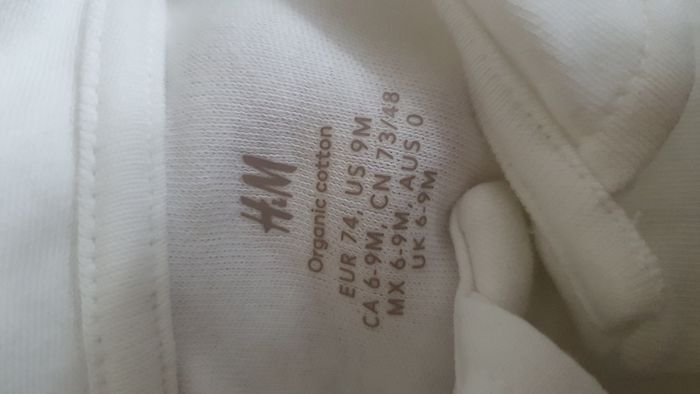 H&M
Organic cotton
EUR 74, US 9M
CA 6-9M, CN 73/48
MX 6-9M, AUS 0
UK 6-9M